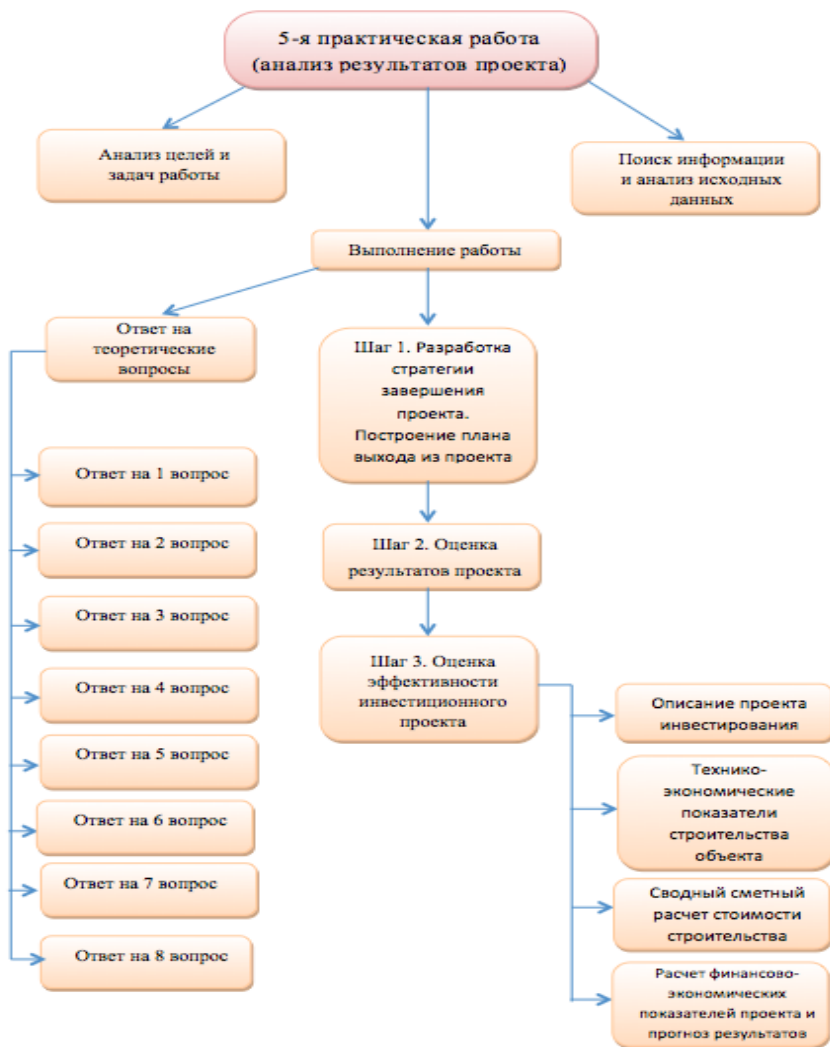 5-я практическая работа
(анализ результатов проекта)
Анализ целей и
задач работы
Поиск информации
и анализ исходных
данных
Выполнение работы
Ответ на
теоретические
вопросы
Ответ на 1 вопрос
Ответ на 2 вопрос
Ответ на 3 вопрос
Ответ на 4 вопрос
Ответ на 5 вопрос
Ответ на 6 вопрос
Ответ на 7 вопрос
Ответ на 8 вопрос
Шаг 1. Разработка
стратегии
завершения
проекта.
Построение плана
выхода из проекта
Шаг 2. Оценка
результатов проекта
Шаг 3. Оценка
эффективности
инвестиционного
проекта
Описание проекта
инвестирования
Технико-
экономические
показатели
строительства
объекта
Сводный сметный
расчет стоимости
строительства
Расчет финансово-
экономических
показателей проекта и
прогноз результатов